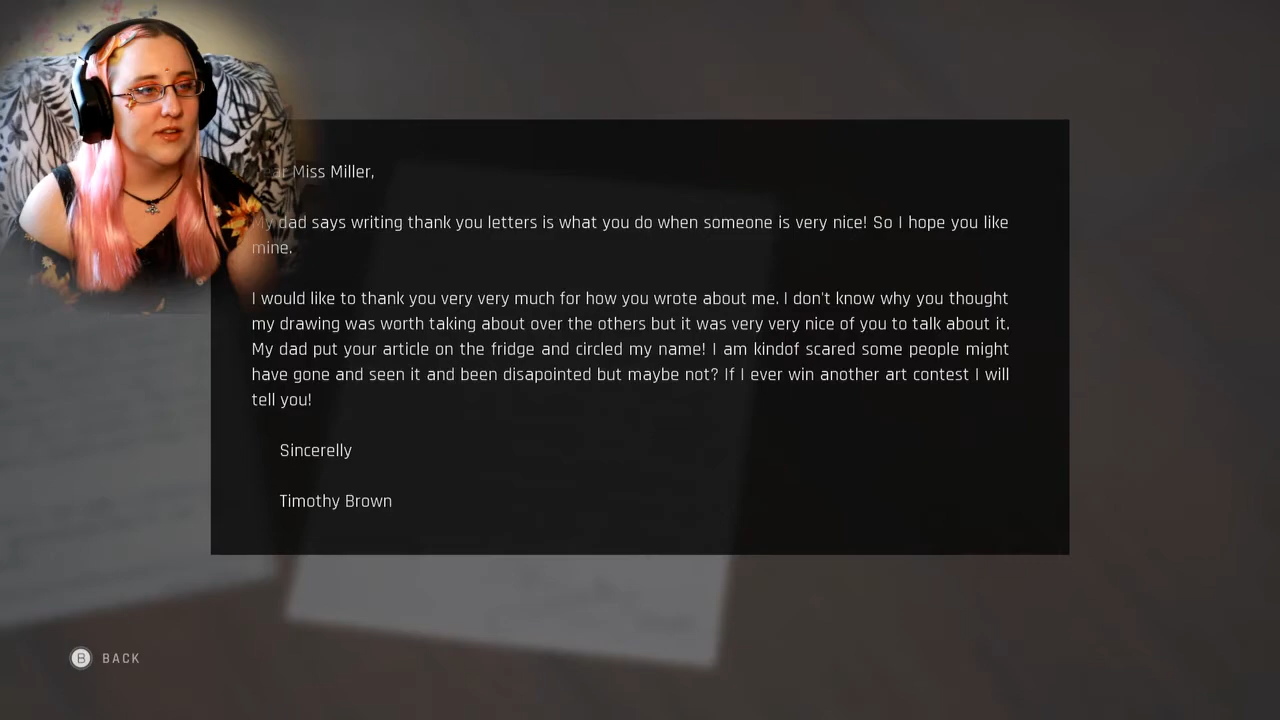 Dear Miss Miller,
My dad says writing thank you letters is what you do when someone is very nice! So I hope you like
mine.
I would like to thank you very very much for how you wrote about me. I don't know why you thought
my drawing was worth taking about over the others but it was very very nice of you to talk about it.
My dad put your article on the fridge and circled my name! I am kindof scared some people might
have gone and seen it and been disapointed but maybe not? If I ever win another art contest I will
tell you!
Sincerelly
Timothy Brown
B BACK